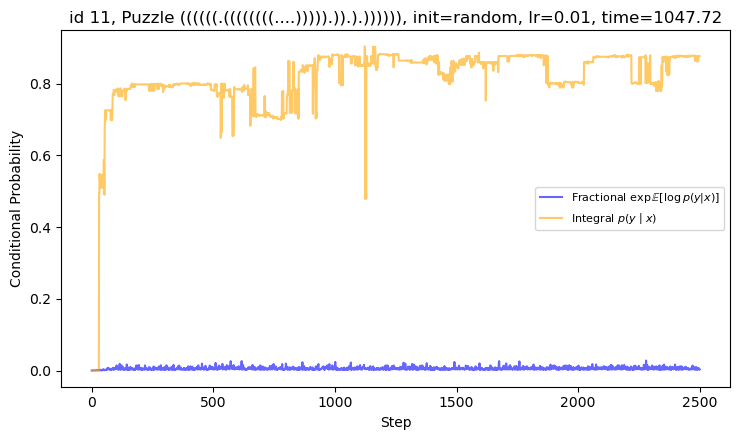 id 11, Puzzle ((((((.((((((((....))))).)).).)))))), init=random, lr=0.01, time=1047.72
Conditional Probability
0.8
0.6
0.4
0.2
0.0
Fractional exp𝔼[log p(y|x)]
Integral p(y | x)
0 500 1000 1500 2000 2500
Step